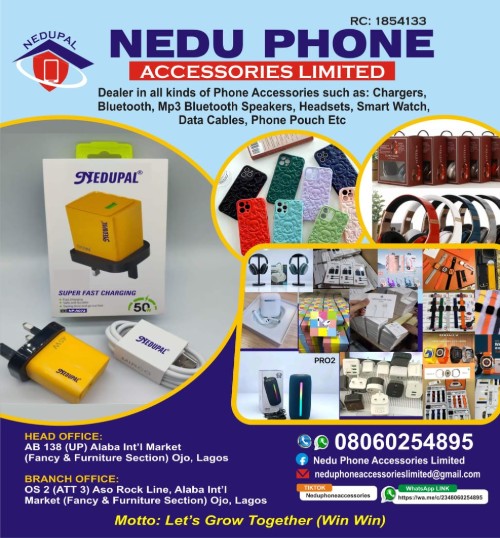 RC: 1854133
NEDUPAL
NEDU PHONE
ACCESSORIES LIMITED
Dealer in all kinds of Phone Accessories such as: Chargers,
Bluetooth, Mp3 Bluetooth Speakers, Headsets, Smart Watch,
Data Cables, Phone Pouch Etc
NEDUPAL®
SUPER FAST CHARGING
50
NEDUPAL
NEDUPAL
PRO2
HEAD OFFICE:
AB 138 (UP) Alaba Int'l Market
(Fancy & Furniture Section) Ojo, Lagos
BRANCH OFFICE:
OS 2 (ATT 3) Aso Rock Line, Alaba Int'l
Market (Fancy & Furniture Section) Ojo, Lagos
08060254895
Nedu Phone Accessories Limited
neduphoneaccessorieslimited@gmail.com
TIKTOK
Neduphoneaccessories
WhatsApp LINK
https://wa.me/c/2348060254895
Motto: Let's Grow Together (Win Win)